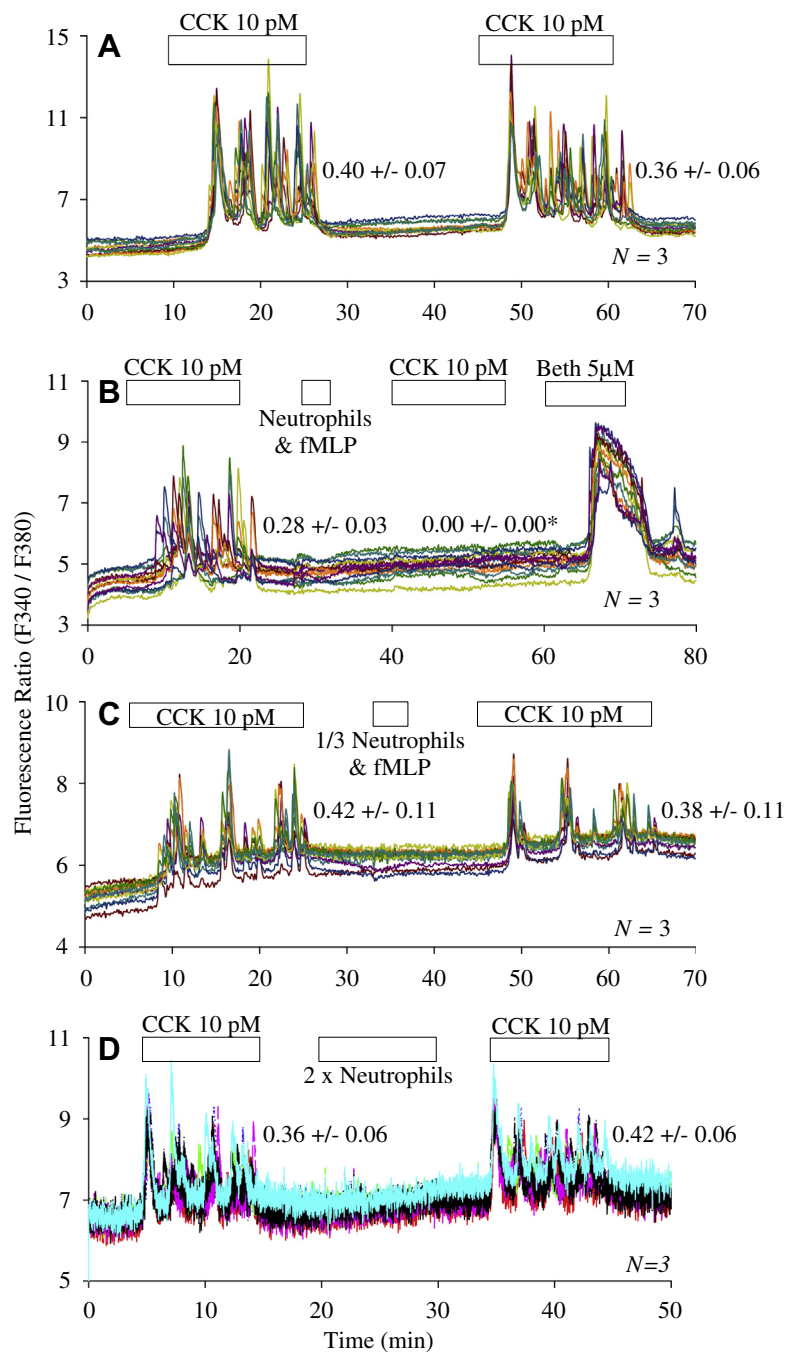 Fluorescence Ratio (F340 / F380)
A
CCK 10 pM
CCK 10 pM
15
11
7
3
0.40 +/- 0.07
0.36 +/- 0.06
N = 3
0 10 20 30 40 50 60 70
B
CCK 10 pM
CCK 10 pM
Beth 5μM
Neutrophils
& fMLP
11
9
7
5
3
0.28 +/- 0.03
0.00 +/- 0.00*
N = 3
0 20 40 60 80
C
CCK 10 pM
CCK 10 pM
1/3 Neutrophils
& fMLP
10
8
6
4
0.42 +/- 0.11
0.38 +/- 0.11
N = 3
0 10 20 30 40 50 60 70
D
CCK 10 pM
CCK 10 pM
2 x Neutrophils
11
9
7
5
0.36 +/- 0.06
0.42 +/- 0.06
N=3
0 10 20 30 40 50
Time (min)